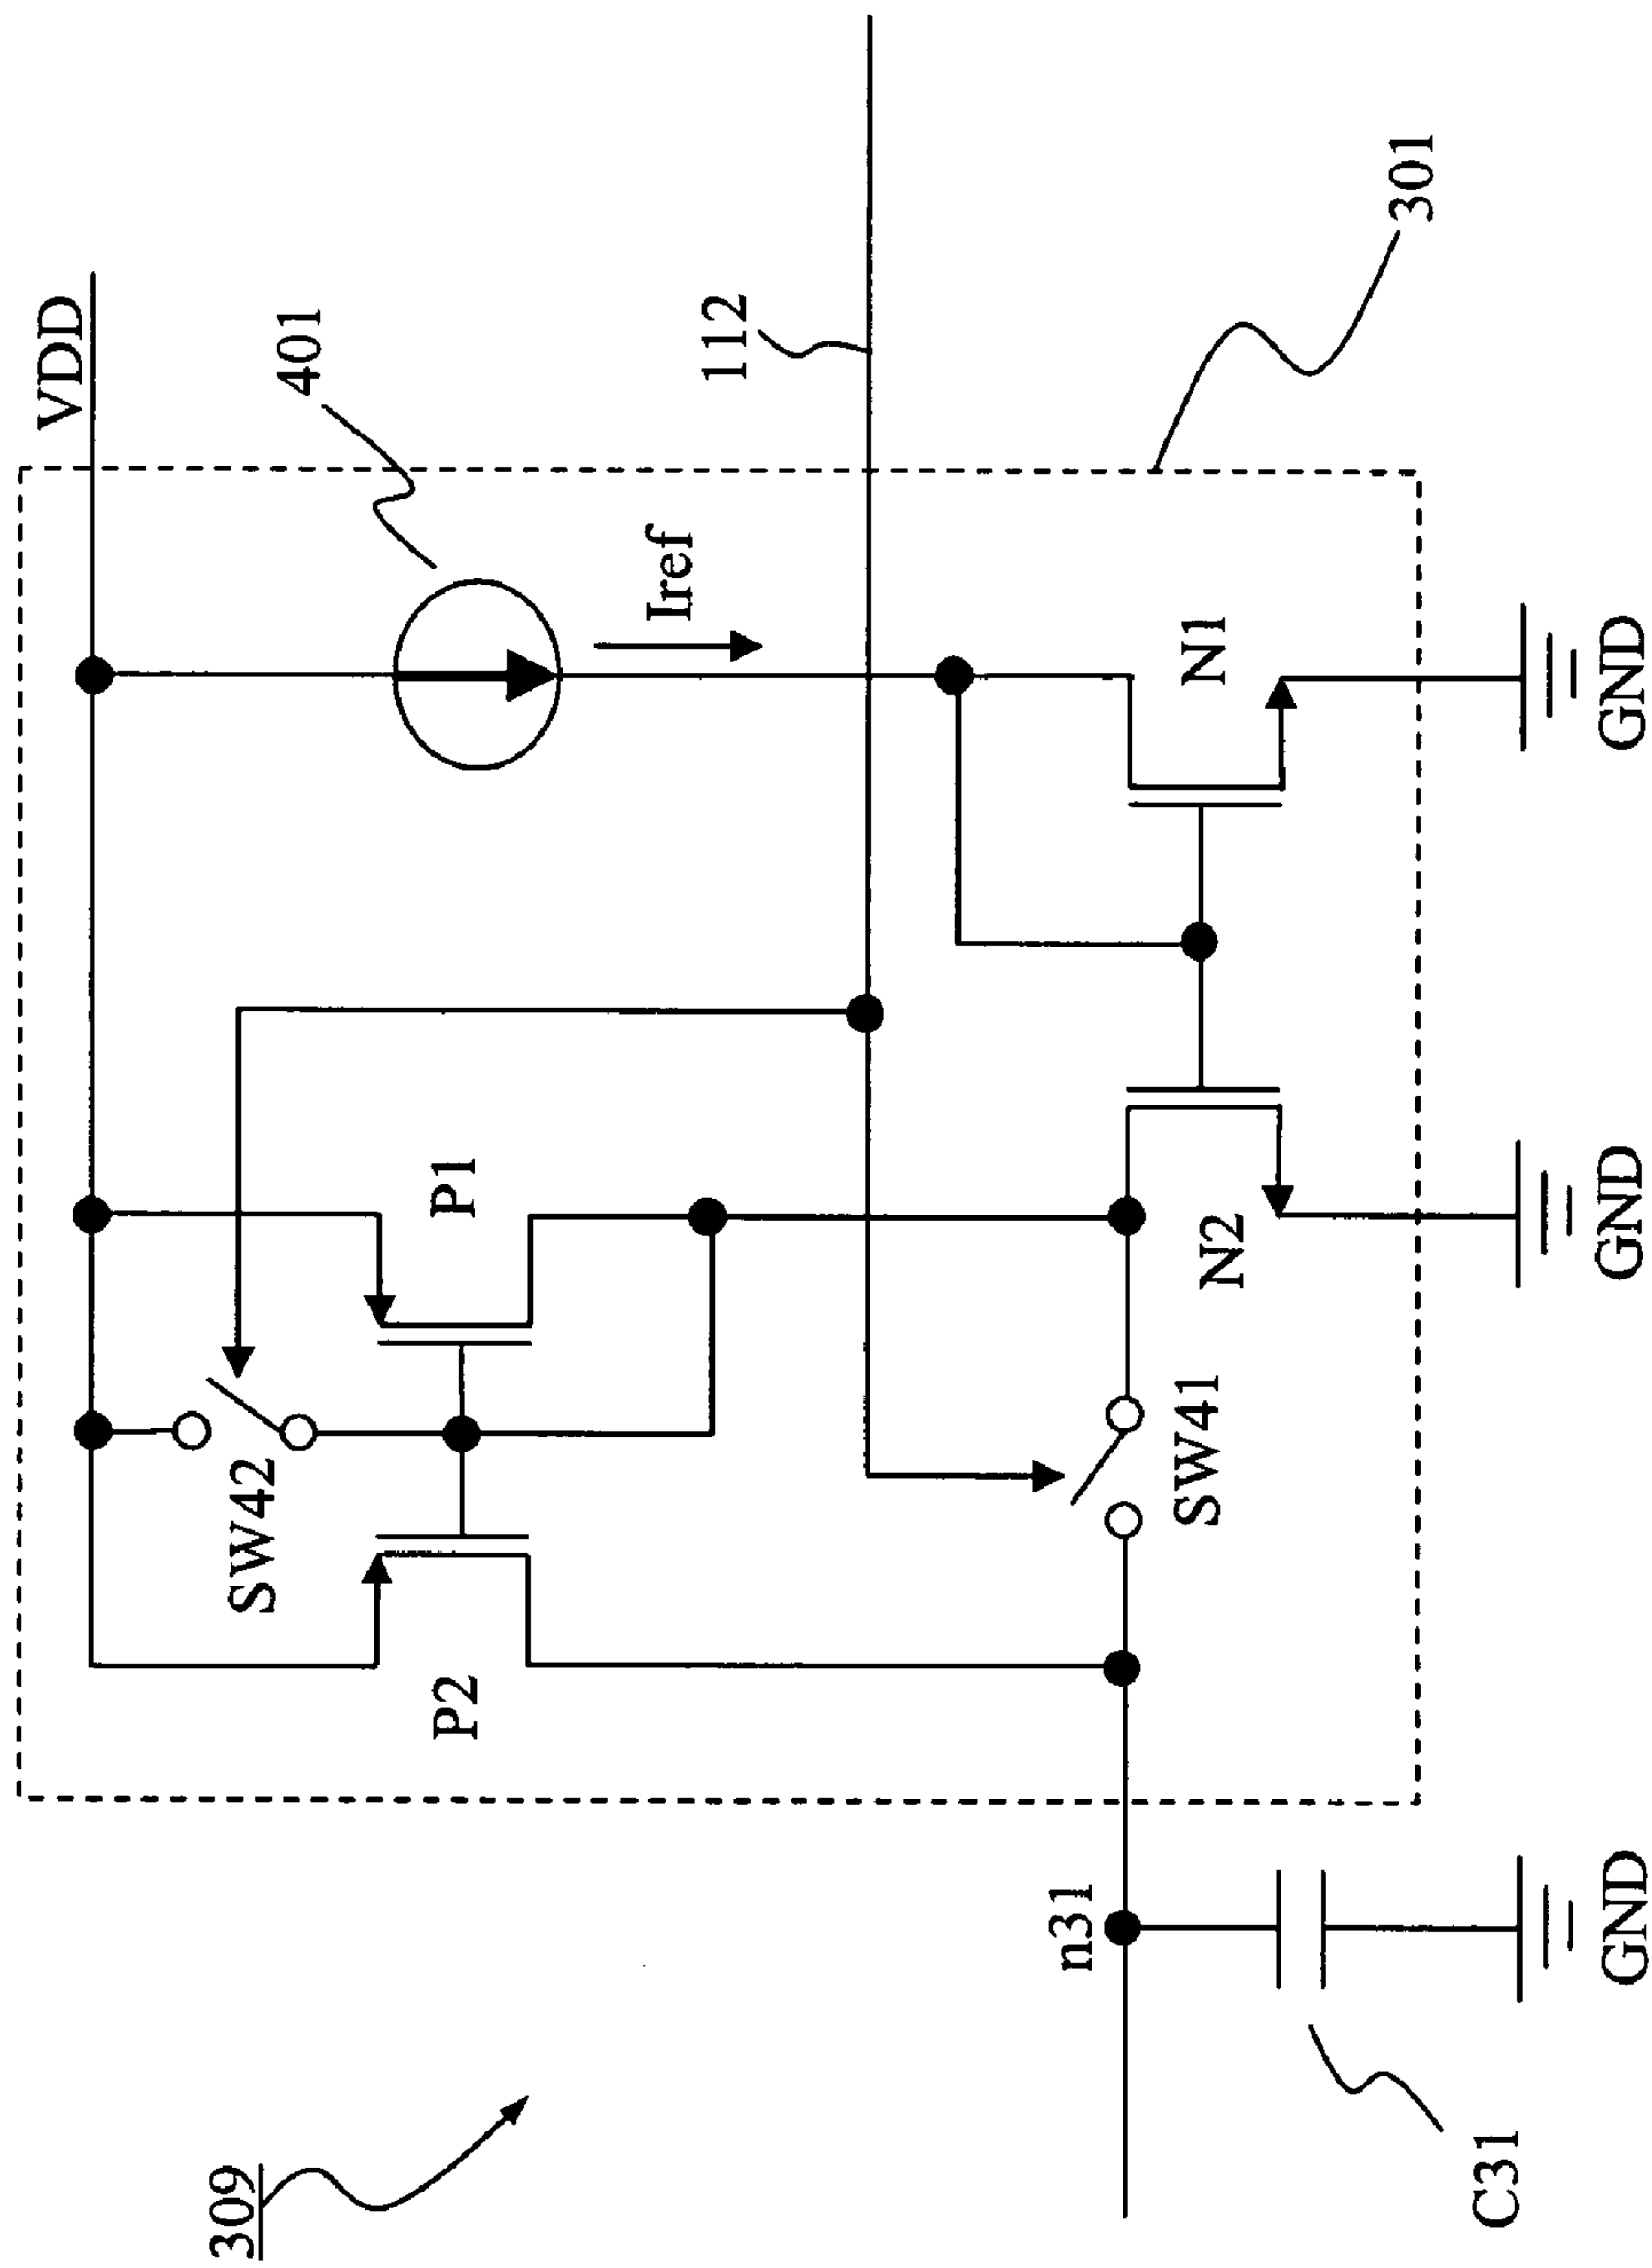 309
VDD
401
SW42
P1
P2
Iref
112
n31
SW41
N2
N1
301
C31
GND
GND
GND